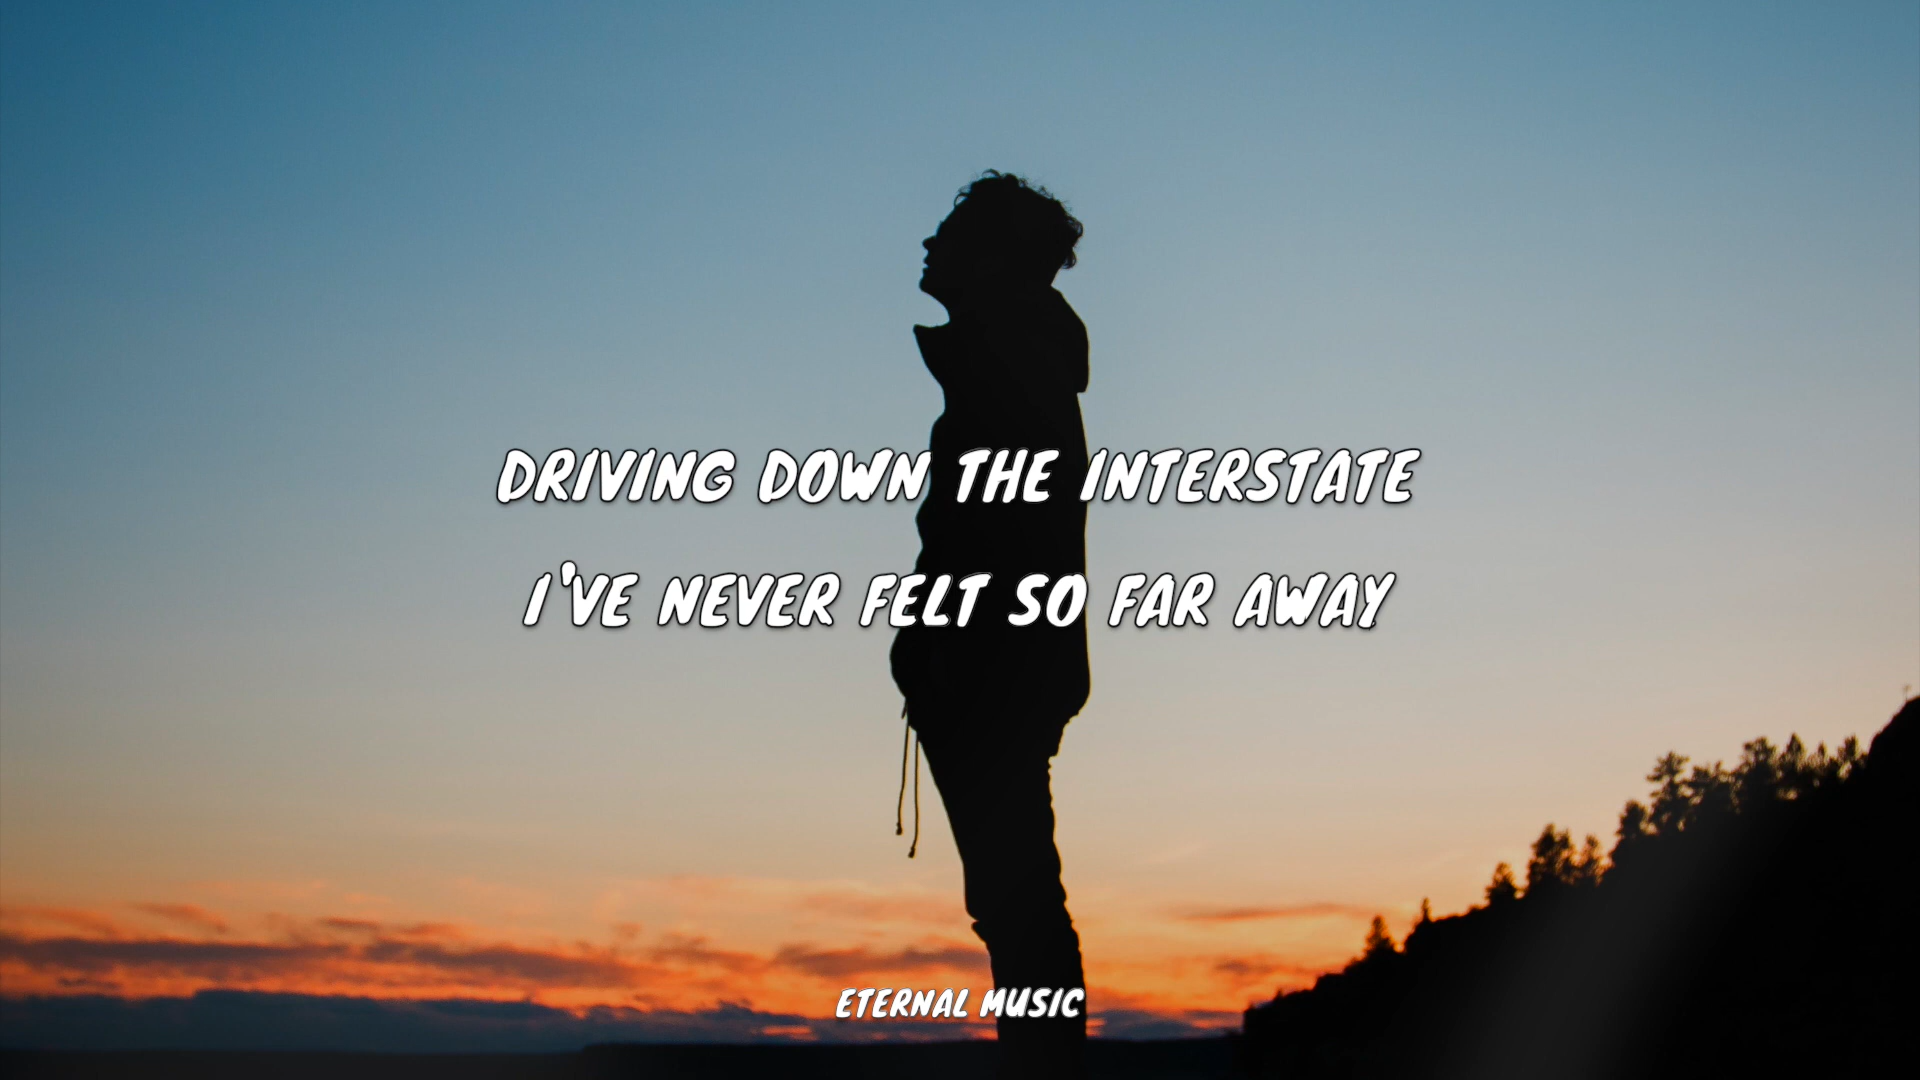 DRIVING DOWN THE INTERSTATE
I'VE NEVER FELT SO FAR AWAY
ETERNAL MUSIC